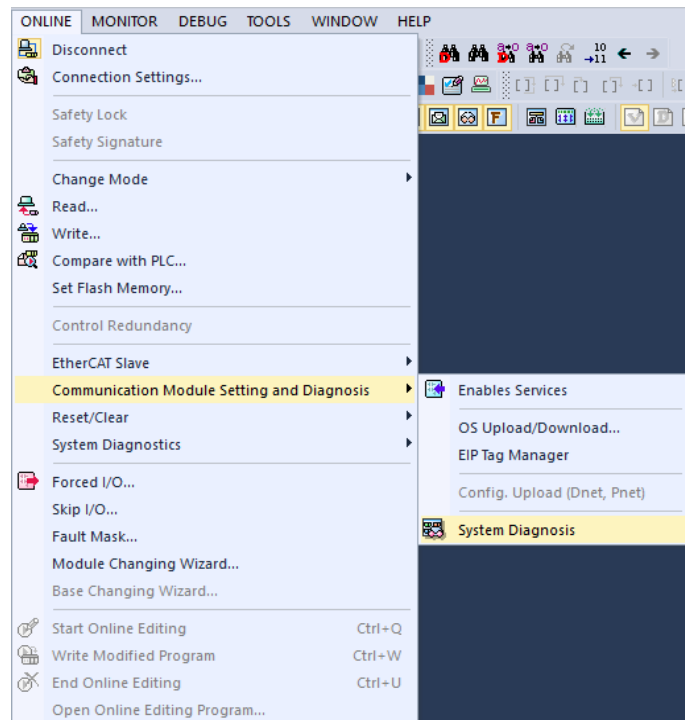 ONLINE MONITOR DEBUG TOOLS WINDOW HELP
Disconnect
Connection Settings...
Safety Lock
Safety Signature
Change Mode
Read...
Write...
Compare with PLC...
Set Flash Memory...
Control Redundancy
EtherCAT Slave
Communication Module Setting and Diagnosis
Reset/Clear
System Diagnostics
Forced I/O...
Skip I/O...
Fault Mask...
Module Changing Wizard...
Base Changing Wizard...
Start Online Editing Ctrl+Q
Write Modified Program Ctrl+W
End Online Editing Ctrl+U
Open Online Editing Program...
Enables Services
OS Upload/Download...
EIP Tag Manager
Config. Upload (Dnet, Pnet)
System Diagnosis